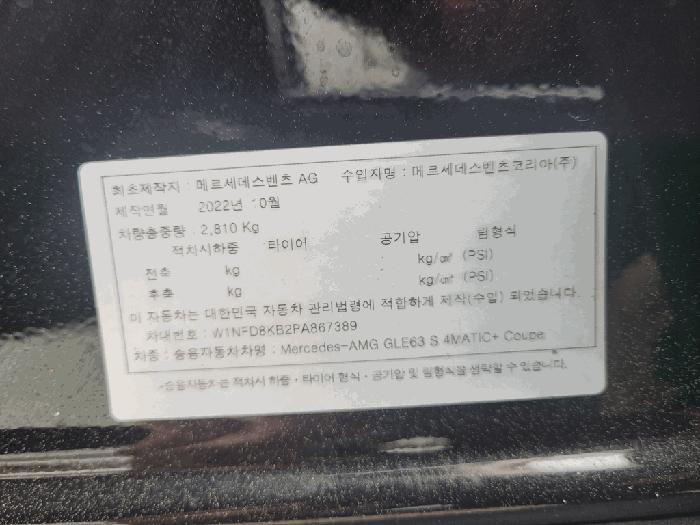 최초제작자 : 메르세데스벤츠 AG 수입자명 : 메르세데스벤츠코리아(주)
제작연월 2022년 10월
차량총중량 2,810 Kg
적차시하중 타이어 공기압 림형식
전축 kg kg/㎠ (PSI)
후축 kg kg/㎠ (PSI)
이 자동차는 대한민국 자동차 관리법령에 적합하게 제작(수입) 되었습니다.
차대번호 : W1NFD8KB2PA867389
차종 : 승용자동차차명 : Mercedes-AMG GLE63 S 4MATIC+ Coupe
*승용자동차는 적차시 하중·타이어 형식·공기압 및 림형식을 생략할 수 있습니다.